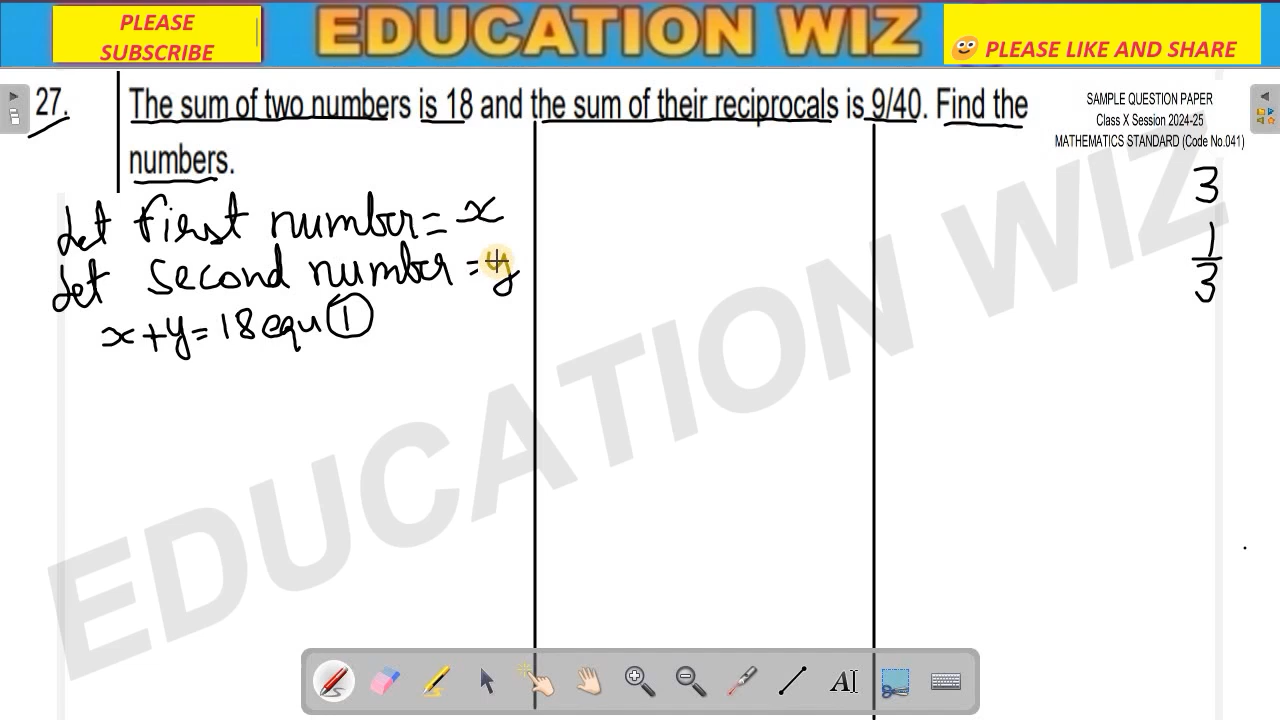 PLEASE
SUBSCRIBE
EDUCATION WIZ
PLEASE LIKE AND SHARE
27.
The sum of two numbers is 18 and the sum of their reciprocals is 9/40. Find the
numbers.
SAMPLE QUESTION PAPER
Class X Session 2024-25
MATHEMATICS STANDARD (Code No.041)
Let first number = x
Let second number = y
x + y = 18 equ 1
3
1
3
EDUCATION WIZ
AI